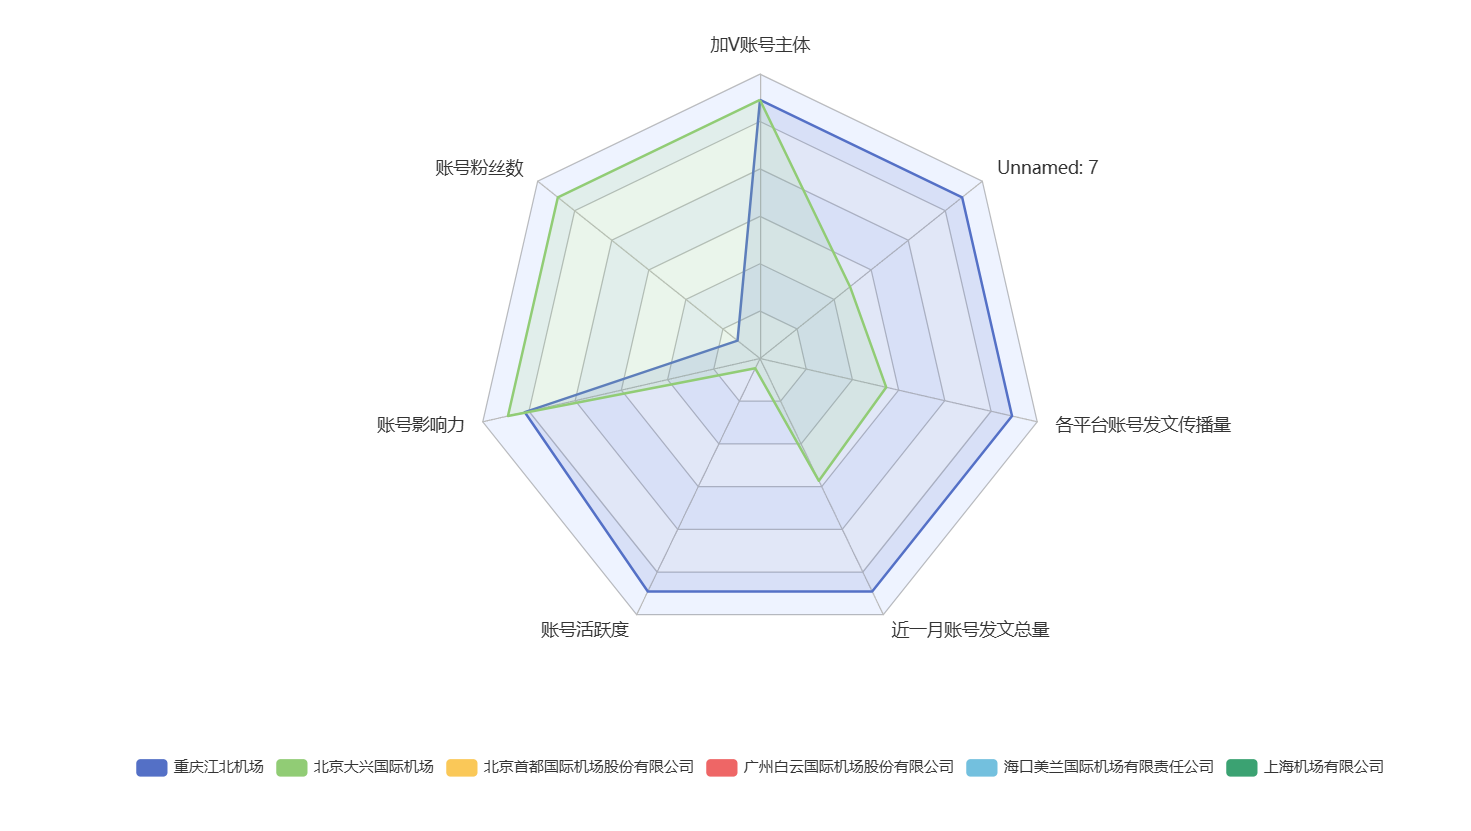 加V账号主体
账号粉丝数
Unnamed: 7
账号影响力
各平台账号发文传播量
账号活跃度
近一月账号发文总量
重庆江北机场
北京大兴国际机场
北京首都国际机场股份有限公司
广州白云国际机场股份有限公司
海口美兰国际机场有限责任公司
上海机场有限公司